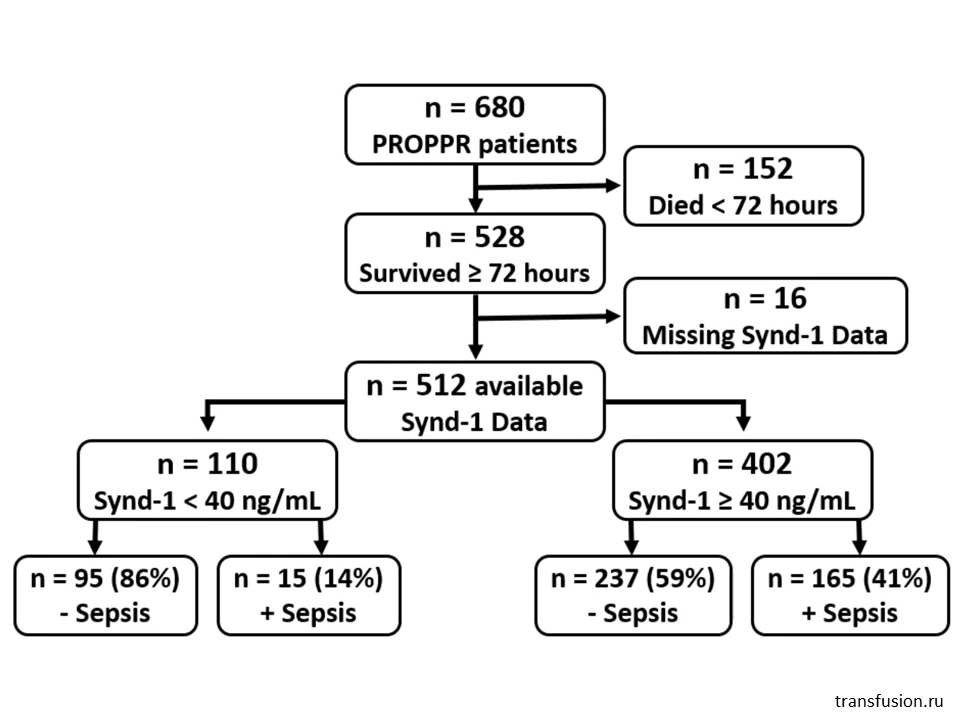 n = 680
PROPPR patients
n = 152
Died < 72 hours
n = 528
Survived ≥ 72 hours
n = 16
Missing Synd-1 Data
n = 512 available
Synd-1 Data
n = 110
Synd-1 < 40 ng/mL
n = 402
Synd-1 ≥ 40 ng/mL
n = 95 (86%)
- Sepsis
n = 15 (14%)
+ Sepsis
n = 237 (59%)
- Sepsis
n = 165 (41%)
+ Sepsis
transfusion.ru